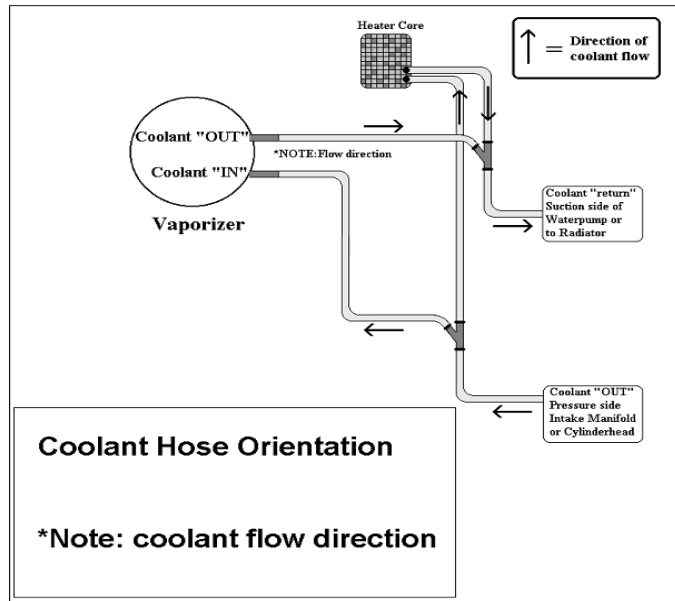 Heater Core
Direction of
coolant flow
=
Coolant "OUT"
*NOTE:Flow direction
Coolant "IN"
Vaporizer
Coolant "return"
Suction side of
Waterpump or
to Radiator
Coolant "OUT"
Pressure side
Intake Manifold
or Cylinderhead
Coolant Hose Orientation
*Note: coolant flow direction